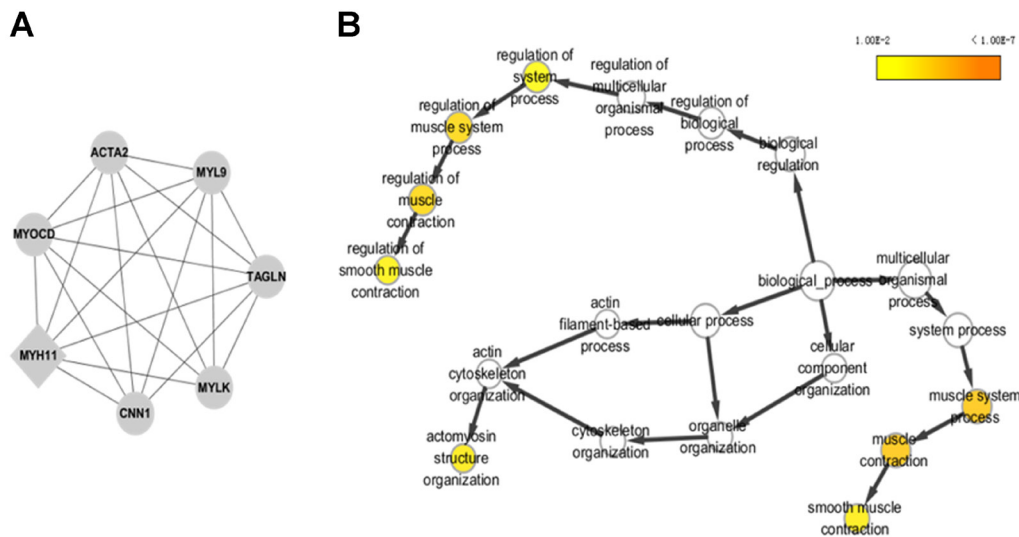 A
ACTA2
MYL9
MYOCD
TAGLN
MYH11
MYLK
CNN1
B
1.00E-2
< 1.00E-7
regulation of
system
process
regulation of
multicellular
organismal
process
regulation of
biological
process
biological
regulation
regulation of
muscle system
process
regulation of
muscle
contraction
regulation of
smooth muscle
contraction
biological_process
multicellular
organismal
process
system process
muscle system
process
muscle
contraction
smooth muscle
contraction
cellular process
actin
filament-based
process
cellular
component
organization
actin
cytoskeleton
organization
cytoskeleton
organization
organelle
organization
actomyosin
structure
organization